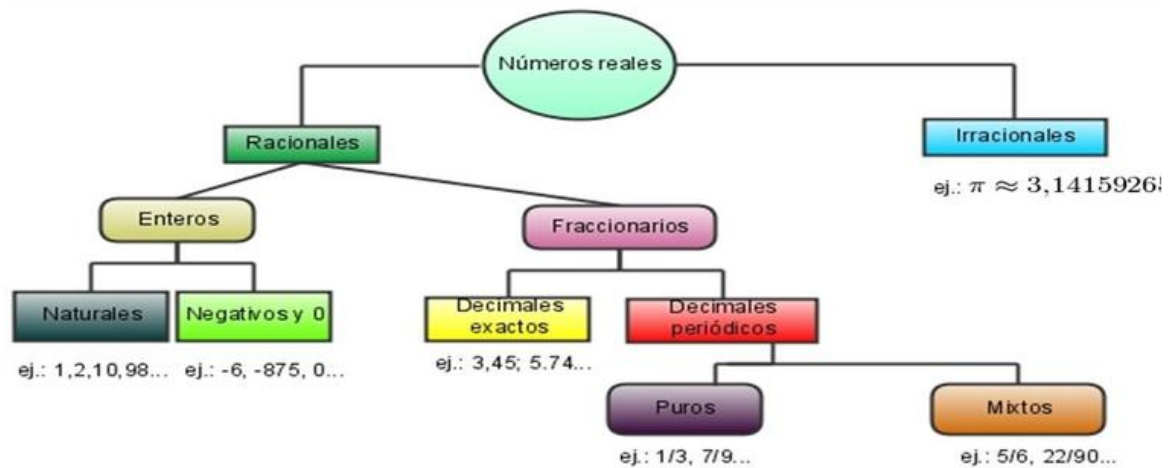 Números reales
Racionales
Irracionales
ej.: π ≈ 3,14159265
Enteros
Fraccionarios
Naturales
Negativos y 0
Decimales
exactos
Decimales
periódicos
ej.: 1,2,10,98...
ej.: -6, -875, 0...
ej.: 3,45; 5.74...
Puros
Mixtos
ej.: 1/3, 7/9...
ej.: 5/6, 22/90...